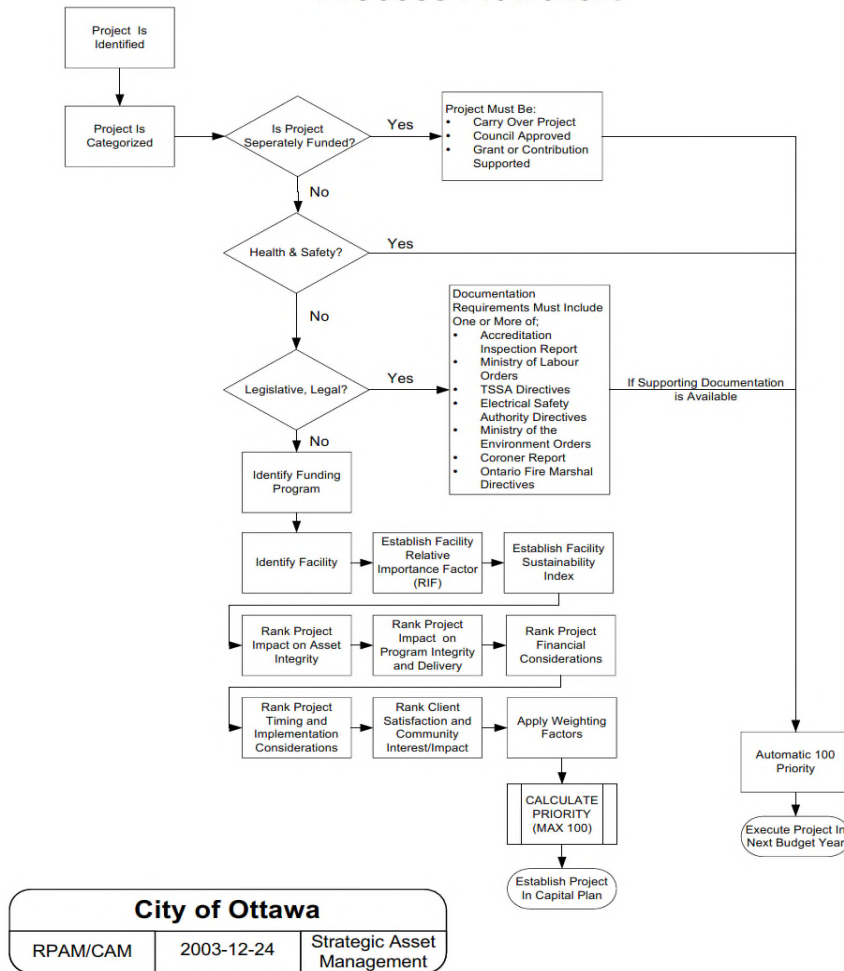 Project Is
Identified
Project Is
Categorized
Is Project
Seperately Funded?
Yes
Project Must Be:
• Carry Over Project
• Council Approved
• Grant or Contribution
Supported
No
Health & Safety?
Yes
No
Legislative, Legal?
Yes
Documentation
Requirements Must Include
One or More of;
• Accreditation
Inspection Report
• Ministry of Labour
Orders
• TSSA Directives
• Electrical Safety
Authority Directives
• Ministry of the
Environment Orders
• Coroner Report
• Ontario Fire Marshal
Directives
If Supporting Documentation
is Available
No
Identify Funding
Program
Identify Facility
Establish Facility
Relative
Importance Factor
(RIF)
Establish Facility
Sustainability
Index
Rank Project
Impact on Asset
Integrity
Rank Project
Impact on
Program Integrity
and Delivery
Rank Project
Financial
Considerations
Rank Project
Timing and
Implementation
Considerations
Rank Client
Satisfaction and
Community
Interest/Impact
Apply Weighting
Factors
Automatic 100
Priority
CALCULATE
PRIORITY
(MAX 100)
Execute Project In
Next Budget Year
Establish Project
In Capital Plan
City of Ottawa
RPAM/CAM
2003-12-24
Strategic Asset
Management